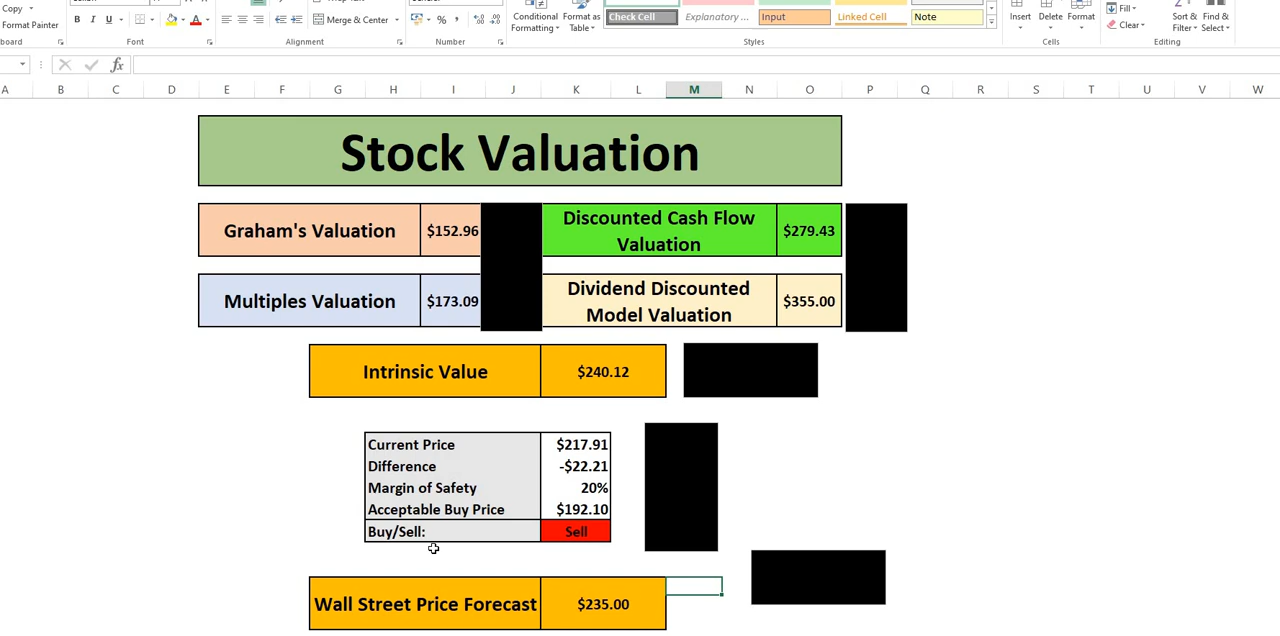 Copy
Format Painter
B I U
A
Merge & Center
$ % ,
Conditional
Formatting
Format as
Table
Check Cell
Explanatory ...
Input
Linked Cell
Note
Insert
Delete
Format
Fill
Clear
Sort &
Filter
Find &
Select
board
Font
Alignment
Number
Styles
Cells
Editing
fx
A B C D E F G H I J K L M N O P Q R S T U V W
Stock Valuation
Graham's Valuation $152.96
Discounted Cash Flow
Valuation
$279.43
Multiples Valuation $173.09
Dividend Discounted
Model Valuation
$355.00
Intrinsic Value $240.12
Current Price $217.91
Difference -$22.21
Margin of Safety 20%
Acceptable Buy Price $192.10
Buy/Sell: Sell
Wall Street Price Forecast $235.00